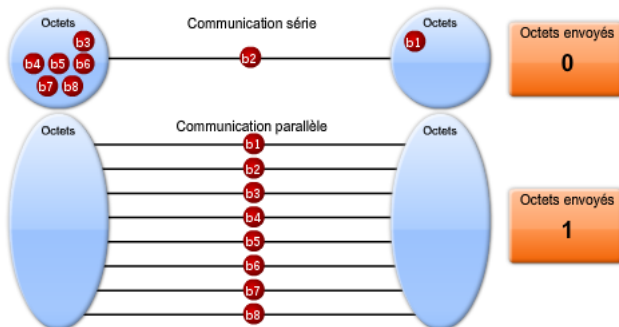 Octets
Communication série
Octets
b3
b4 b5 b6
b7 b8
b2
b1
Octets envoyés
0
Octets
Communication parallèle
Octets
b1
b2
b3
b4
b5
b6
b7
b8
Octets envoyés
1